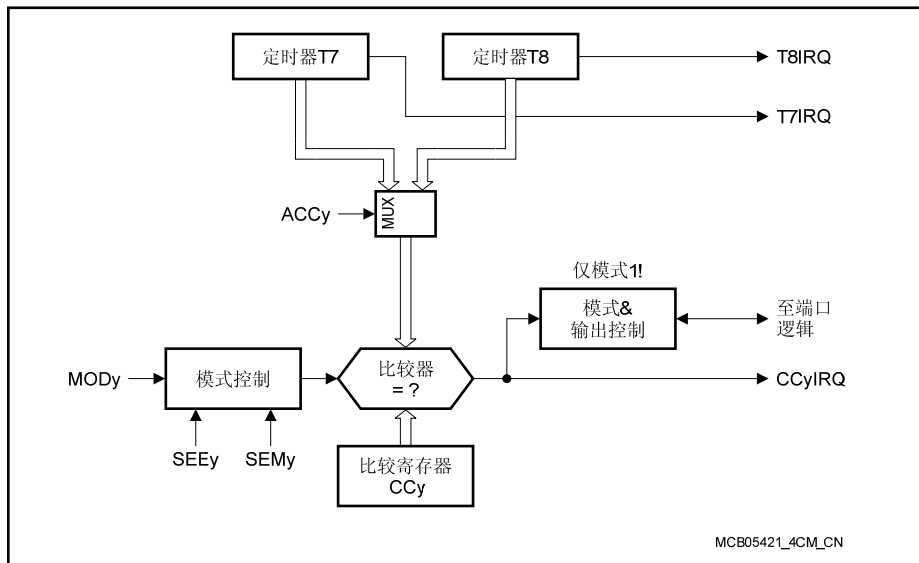 定时器T7
定时器T8
T8IRQ
T7IRQ
ACCy
MUX
仅模式1!
模式&
输出控制
至端口
逻辑
MODy
模式控制
比较器
= ?
CCyIRQ
SEEy
SEMy
比较寄存器
CCy
MCB05421_4CM_CN